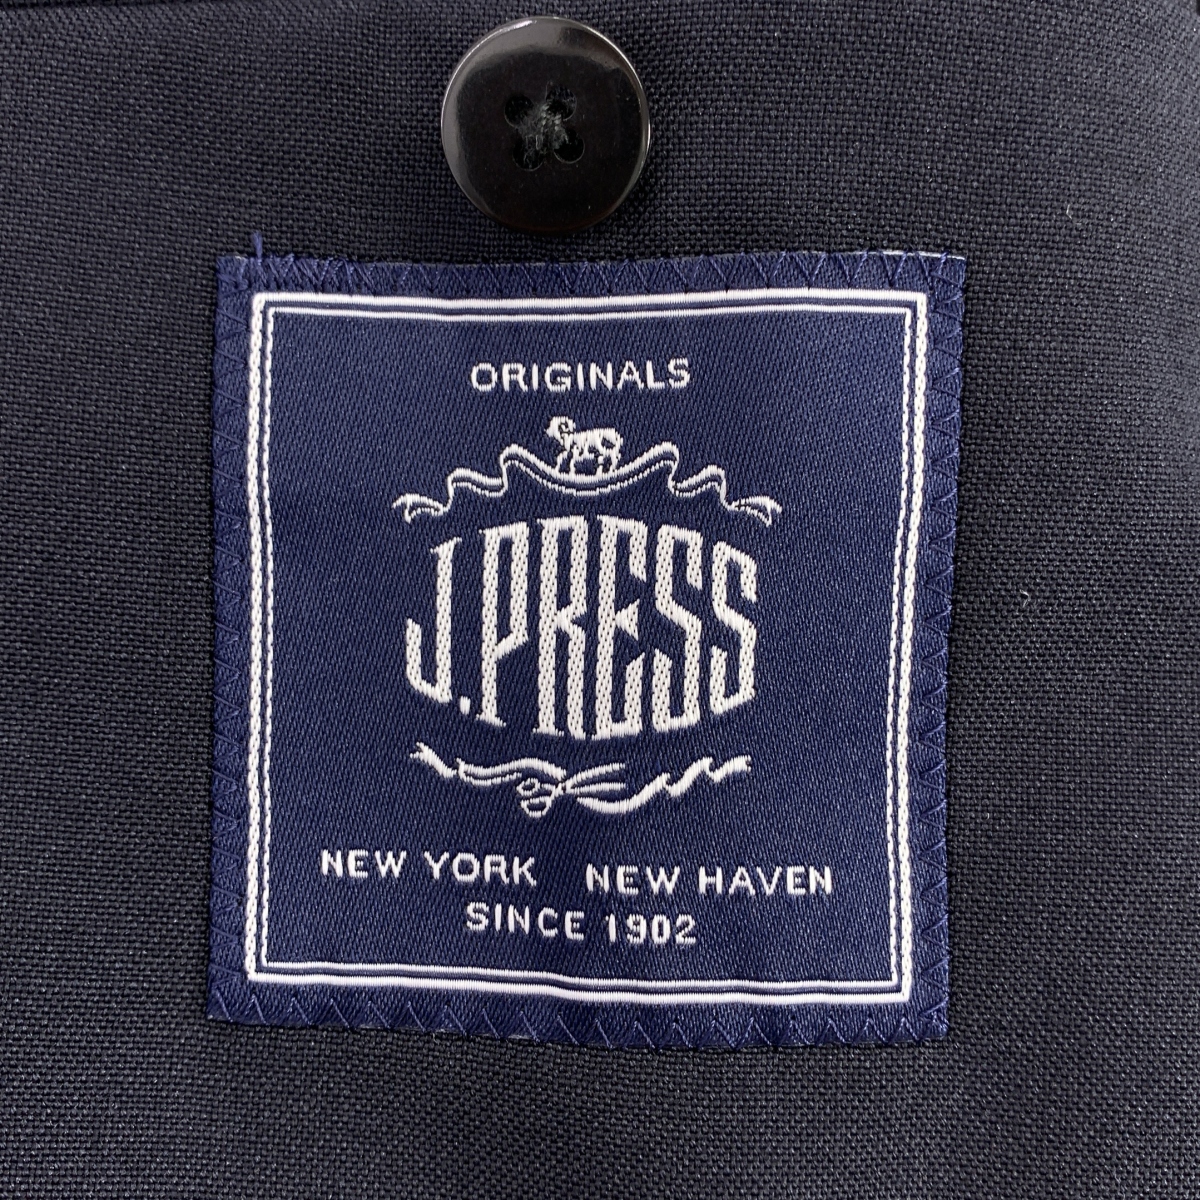 ORIGINALS
J.PRESS
NEW YORK NEW HAVEN
SINCE 1902